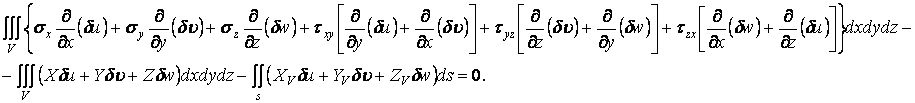 ∭_V {σ_x ∂/∂x(δu) + σ_y ∂/∂y(δυ) + σ_z ∂/∂z(δw) + τ_xy [∂/∂y(δu) + ∂/∂x(δυ)] + τ_yz [∂/∂z(δυ) + ∂/∂y(δw)] + τ_zx [∂/∂x(δw) + ∂/∂z(δu)]} dxdydz −
− ∭_V (Xδu + Yδυ + Zδw)dxdydz − ∬_s (X_V δu + Y_V δυ + Z_V δw)ds = 0.